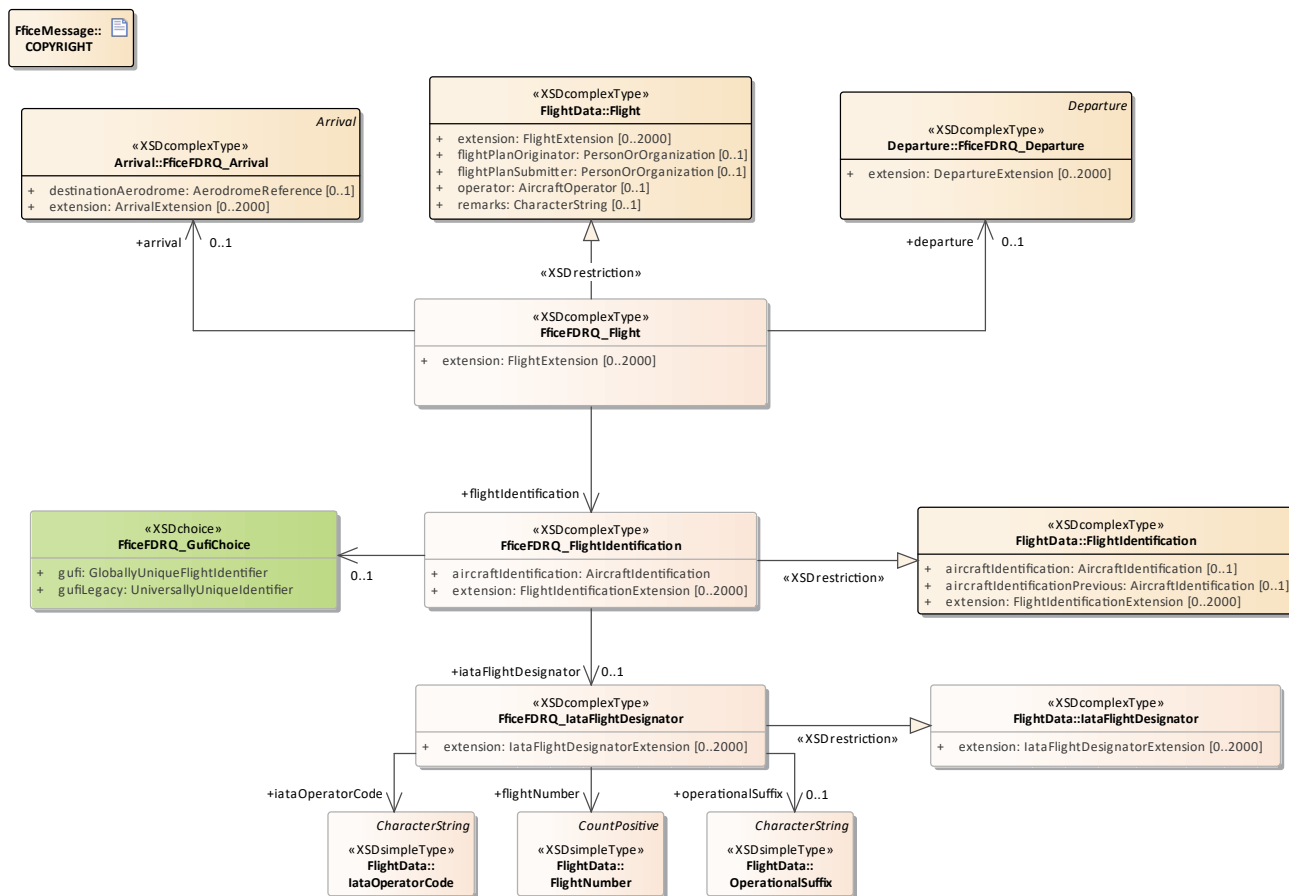 FficeMessage::
COPYRIGHT
Arrival
«XSDcomplexType»
Arrival::FficeFDRQ_Arrival
+ destinationAerodrome: AerodromeReference [0..1]
+ extension: ArrivalExtension [0..2000]
«XSDcomplexType»
FlightData::Flight
+ extension: FlightExtension [0..2000]
+ flightPlanOriginator: PersonOrOrganization [0..1]
+ flightPlanSubmitter: PersonOrOrganization [0..1]
+ operator: AircraftOperator [0..1]
+ remarks: CharacterString [0..1]
Departure
«XSDcomplexType»
Departure::FficeFDRQ_Departure
+ extension: DepartureExtension [0..2000]
+arrival 0..1
+departure 0..1
«XSDrestriction»
«XSDcomplexType»
FficeFDRQ_Flight
+ extension: FlightExtension [0..2000]
+flightIdentification
«XSDchoice»
FficeFDRQ_GufiChoice
+ gufi: GloballyUniqueFlightIdentifier
+ gufiLegacy: UniversallyUniqueIdentifier
0..1
«XSDcomplexType»
FficeFDRQ_FlightIdentification
+ aircraftIdentification: AircraftIdentification
+ extension: FlightIdentificationExtension [0..2000]
«XSDrestriction»
«XSDcomplexType»
FlightData::FlightIdentification
+ aircraftIdentification: AircraftIdentification [0..1]
+ aircraftIdentificationPrevious: AircraftIdentification [0..1]
+ extension: FlightIdentificationExtension [0..2000]
+iataFlightDesignator 0..1
«XSDcomplexType»
FficeFDRQ_IataFlightDesignator
+ extension: IataFlightDesignatorExtension [0..2000]
«XSDrestriction»
«XSDcomplexType»
FlightData::IataFlightDesignator
+ extension: IataFlightDesignatorExtension [0..2000]
+iataOperatorCode
+flightNumber
+operationalSuffix 0..1
CharacterString
«XSDsimpleType»
FlightData::
IataOperatorCode
CountPositive
«XSDsimpleType»
FlightData::
FlightNumber
CharacterString
«XSDsimpleType»
FlightData::
OperationalSuffix